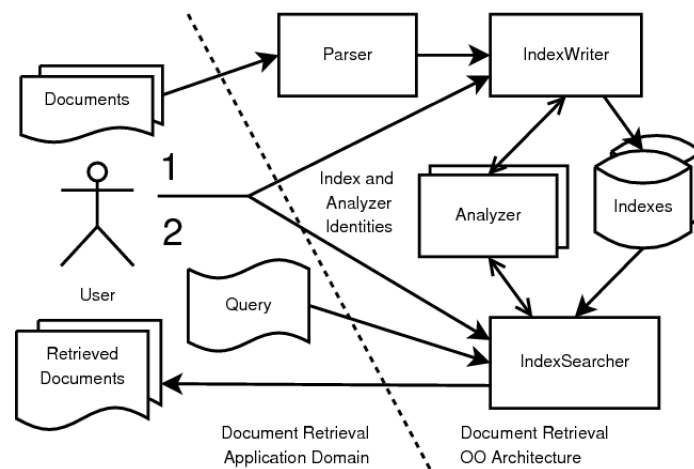 Parser
IndexWriter
Documents
1
Index and
Analyzer
Identities
Analyzer
Indexes
2
User
Query
Retrieved
Documents
IndexSearcher
Document Retrieval
Application Domain
Document Retrieval
OO Architecture